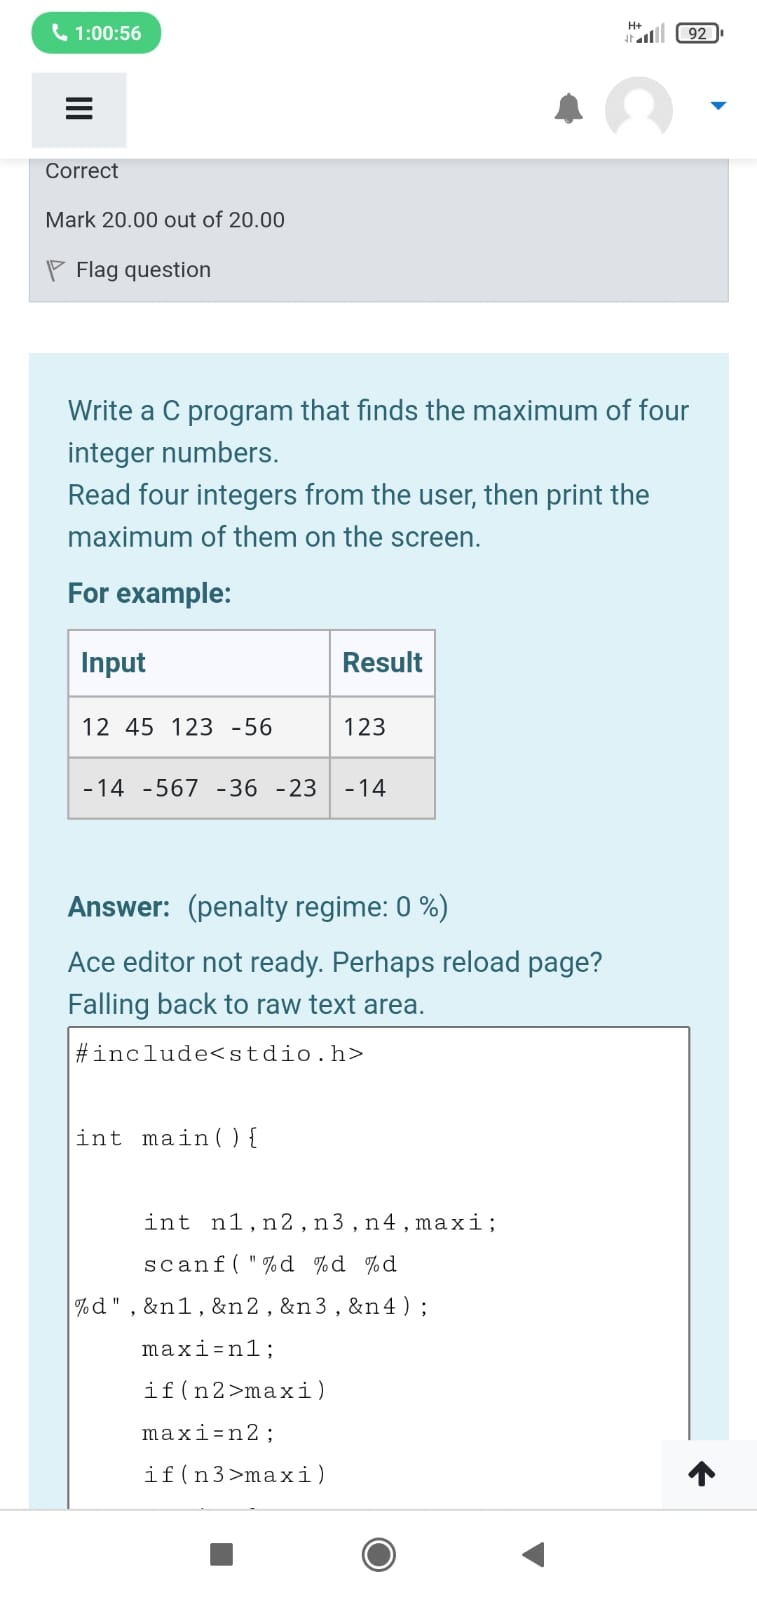 1:00:56
H+
92
Correct
Mark 20.00 out of 20.00
Flag question
Write a C program that finds the maximum of four
integer numbers.
Read four integers from the user, then print the
maximum of them on the screen.
For example:
Input Result
12 45 123 -56 123
-14 -567 -36 -23 -14
Answer: (penalty regime: 0 %)
Ace editor not ready. Perhaps reload page?
Falling back to raw text area.
#include<stdio.h>
int main(){
int n1,n2,n3,n4,maxi;
scanf("%d %d %d
%d",&n1,&n2,&n3,&n4);
maxi=n1;
if(n2>maxi)
maxi=n2;
if(n3>maxi)